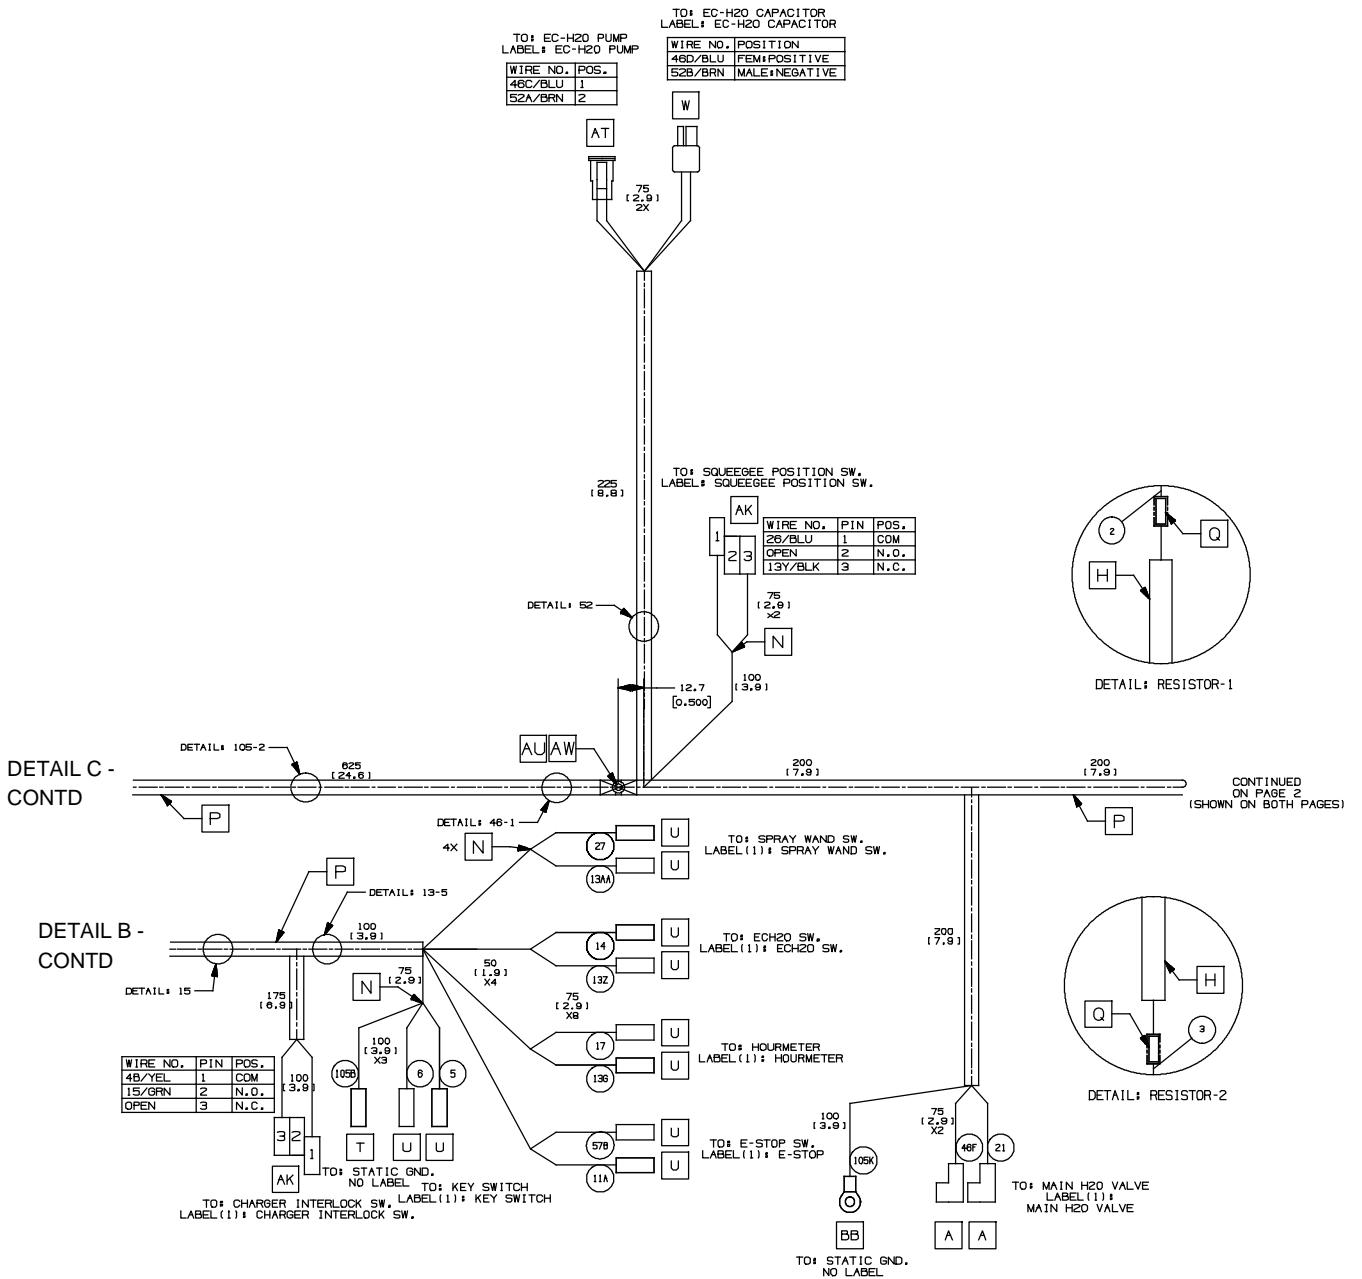 TO: EC-H2O CAPACITOR
LABEL: EC-H2O CAPACITOR
WIRE NO. POSITION
46D/BLU FEM:POSITIVE
52B/BRN MALE:NEGATIVE
W
TO: EC-H2O PUMP
LABEL: EC-H2O PUMP
WIRE NO. POS.
46C/BLU 1
52A/BRN 2
AT
75
[2.9]
2X
225
[8.8]
TO: SQUEEGEE POSITION SW.
LABEL: SQUEEGEE POSITION SW.
AK
1
2 3
WIRE NO. PIN POS.
26/BLU 1 COM
OPEN 2 N.O.
13Y/BLK 3 N.C.
75
[2.9]
X2
N
100
[3.9]
DETAIL: 52
12.7
[0.500]
2
Q
H
DETAIL: RESISTOR-1
DETAIL C -
CONTD
DETAIL: 105-2
625
[24.6]
AU AW
200
[7.9]
200
[7.9]
CONTINUED
ON PAGE 2
(SHOWN ON BOTH PAGES)
P
DETAIL: 46-1
P
4X N
27
U
13AA
U
TO: SPRAY WAND SW.
LABEL(1): SPRAY WAND SW.
DETAIL B -
CONTD
P
DETAIL: 13-5
100
[3.9]
DETAIL: 15
175
[6.9]
75
[2.9]
N
50
[1.9]
X4
75
[2.9]
X8
14
U
13Z
U
TO: ECH2O SW.
LABEL(1): ECH2O SW.
17
U
13G
U
TO: HOURMETER
LABEL(1): HOURMETER
57B
U
11A
U
TO: E-STOP SW.
LABEL(1): E-STOP
WIRE NO. PIN POS.
4B/YEL 1 COM
15/GRN 2 N.O.
OPEN 3 N.C.
100
[3.9]
3 2
1
AK
TO: CHARGER INTERLOCK SW.
LABEL(1): CHARGER INTERLOCK SW.
100
[3.9]
X3
105B
6
5
T
U
U
TO: STATIC GND.
NO LABEL
TO: KEY SWITCH
LABEL(1): KEY SWITCH
200
[7.9]
100
[3.9]
75
[2.9]
X2
105K
46F
21
BB
A
A
TO: STATIC GND.
NO LABEL
TO: MAIN H2O VALVE
LABEL(1):
MAIN H2O VALVE
H
Q
3
DETAIL: RESISTOR-2